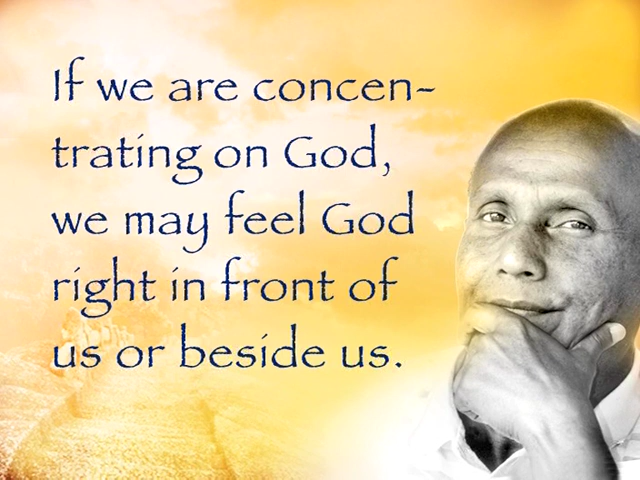 If we are concen-
trating on God,
we may feel God
right in front of
us or beside us.